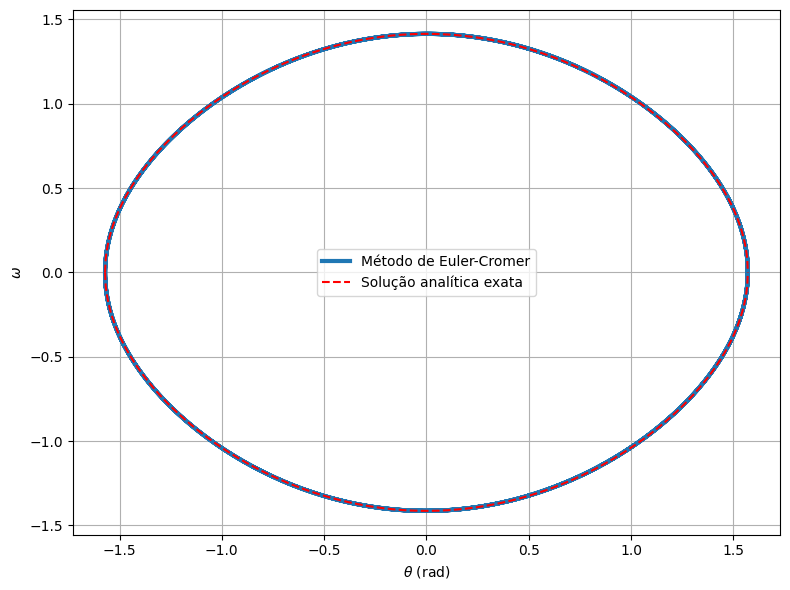 1.5
1.0
0.5
0.0
−0.5
−1.0
−1.5
ω
Método de Euler-Cromer
Solução analítica exata
−1.5 −1.0 −0.5 0.0 0.5 1.0 1.5
θ (rad)